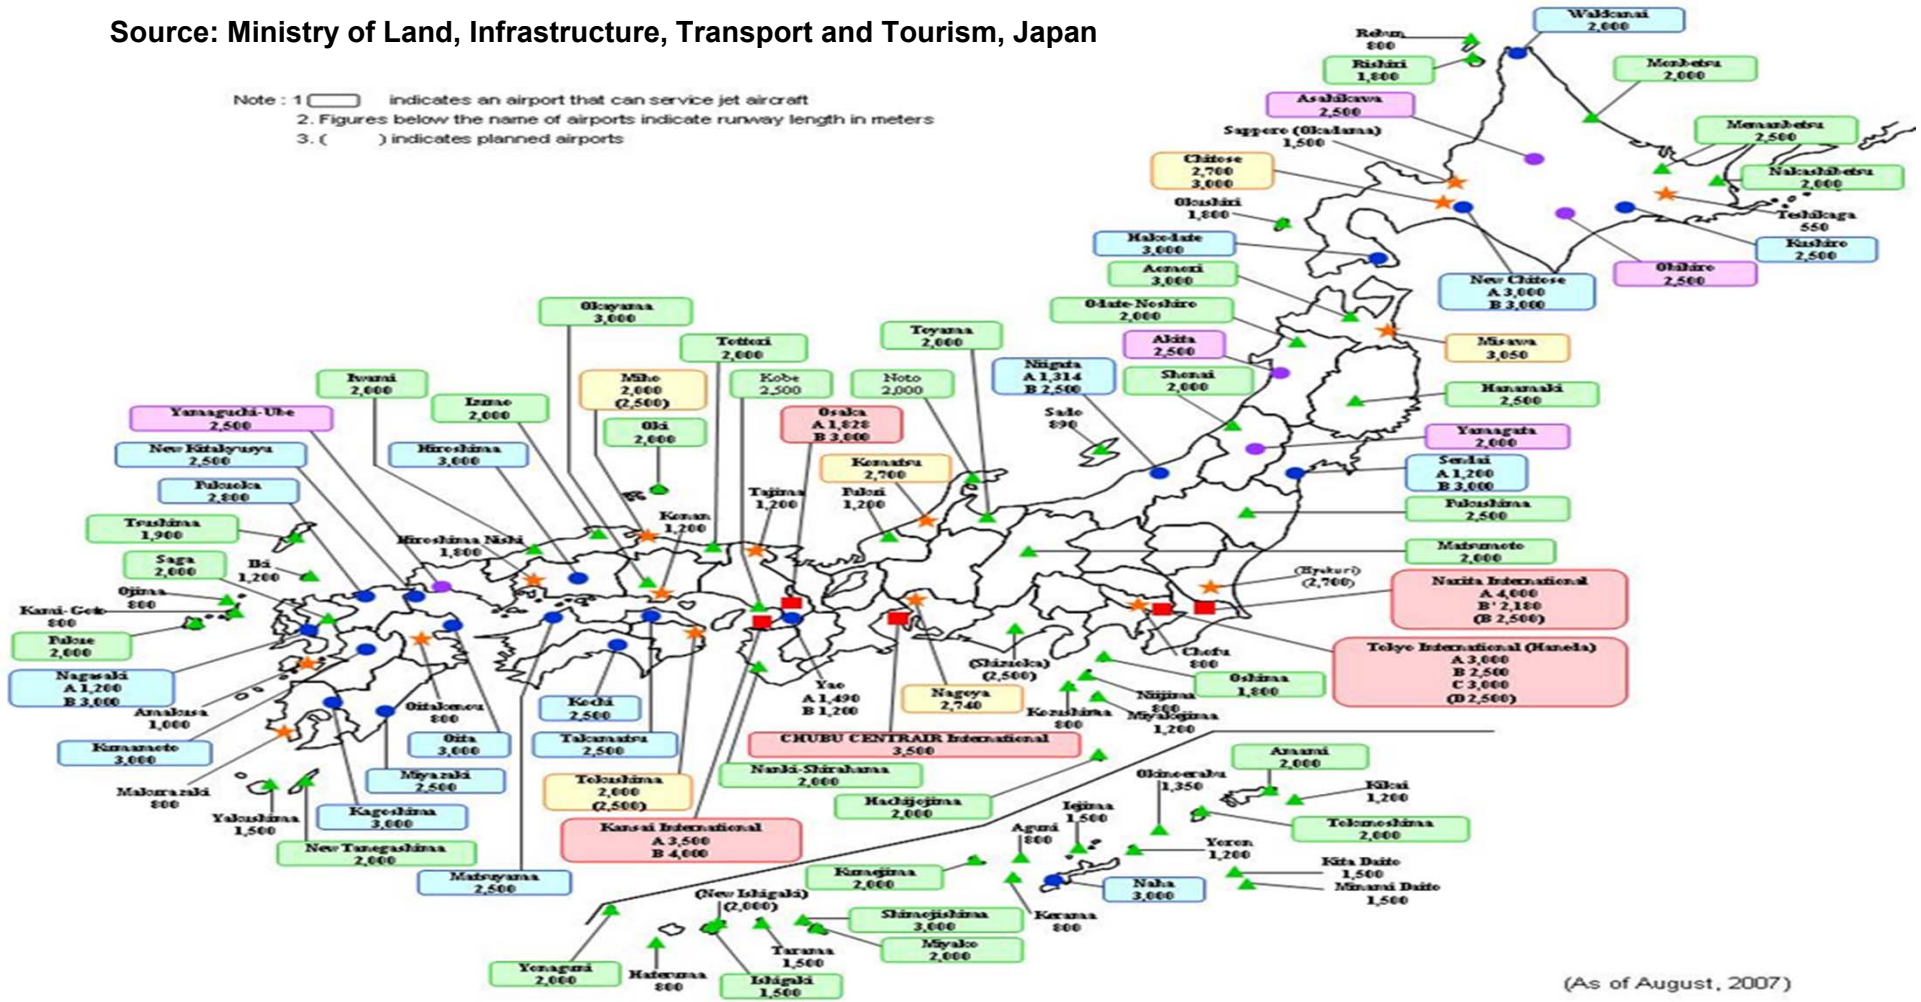 Source: Ministry of Land, Infrastructure, Transport and Tourism, Japan
Note : 1 indicates an airport that can service jet aircraft
2. Figures below the name of airports indicate runway length in meters
3. ( ) indicates planned airports
Wakkanai
2,000
Rebun
800
Rishiri
1,800
Monbetsu
2,000
Asahikawa
2,500
Sapporo (Okadama)
1,500
Memanbetsu
2,500
Chitose
2,700
3,000
Nakashibetsu
2,000
Okushiri
1,800
Teshikaga
550
Hakodate
3,000
Kushiro
2,500
Aomori
3,000
Obihiro
2,500
New Chitose
A 3,000
B 3,000
Odate-Noshiro
2,000
Akita
2,500
Misawa
3,050
Shonai
2,000
Hanamaki
2,500
Niigata
A 1,314
B 2,500
Sado
890
Yamagata
2,000
Sendai
A 1,200
B 3,000
Fukushima
2,500
Matsumoto
2,000
(Hyakuri)
(2,700)
Narita International
A 4,000
B' 2,180
(B 2,500)
Tokyo International (Haneda)
A 3,000
B 2,500
C 3,000
(D 2,500)
Chofu
800
Oshima
1,800
Niijima
800
Miyakejima
1,200
Kozushima
800
(Shizuoka)
(2,500)
Okayama
3,000
Tottori
2,000
Toyama
2,000
Iwami
2,000
Miho
2,000
(2,500)
Kobe
2,500
Noto
2,000
Izumo
2,000
Osaka
A 1,828
B 3,000
Yamaguchi-Ube
2,500
Oki
2,000
New Kitakyusyu
2,500
Hiroshima
3,000
Komatsu
2,700
Fukuoka
2,800
Tajima
1,200
Fukui
1,200
Konan
1,200
Tsushima
1,900
Hiroshima Nishi
1,800
Saga
2,000
Iki
1,200
Ojima
800
Kami-Goto
800
Fukue
2,000
Nagasaki
A 1,200
B 3,000
Amakusa
1,000
Kumamoto
3,000
Makurazaki
800
Oitakenou
800
Oita
3,000
Miyazaki
2,500
Kagoshima
3,000
Yakushima
1,500
New Tanegashima
2,000
Matsuyama
2,500
Kochi
2,500
Takamatsu
2,500
Tokushima
2,000
(2,500)
Kansai International
A 3,500
B 4,000
Yao
A 1,490
B 1,200
Nagoya
2,740
CHUBU CENTRAIR International
3,500
Nanki-Shirahama
2,000
Hachijojima
2,000
Amami
2,000
Okinoerabu
1,350
Kikai
1,200
Tokunoshima
2,000
Iejima
1,500
Aguni
800
Yoron
1,200
Kita Daito
1,500
Minami Daito
1,500
Kumejima
2,000
Naha
3,000
Kerama
800
(New Ishigaki)
(2,000)
Shimojishima
3,000
Miyako
2,000
Tarama
1,500
Yonaguni
2,000
Hateruma
800
Ishigaki
1,500
(As of August, 2007)